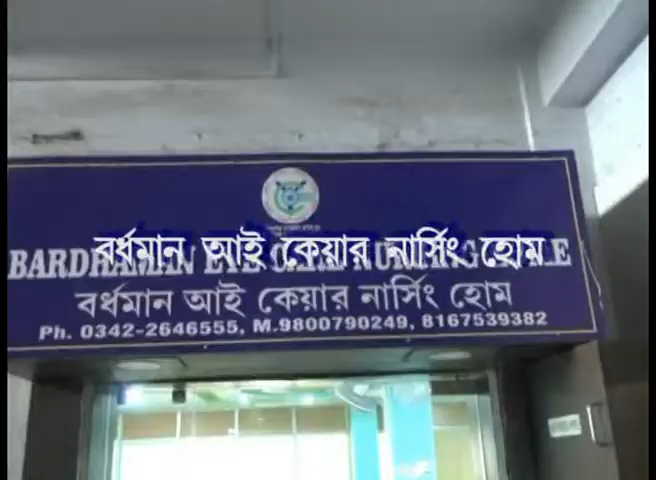 বর্ধমান আই কেয়ার নার্সিং হোম
BARDHAMAN EYE CARE NURSING HOME
বর্ধমান আই কেয়ার নার্সিং হোম
Ph. 0342-2646555, M.9800790249, 8167539382